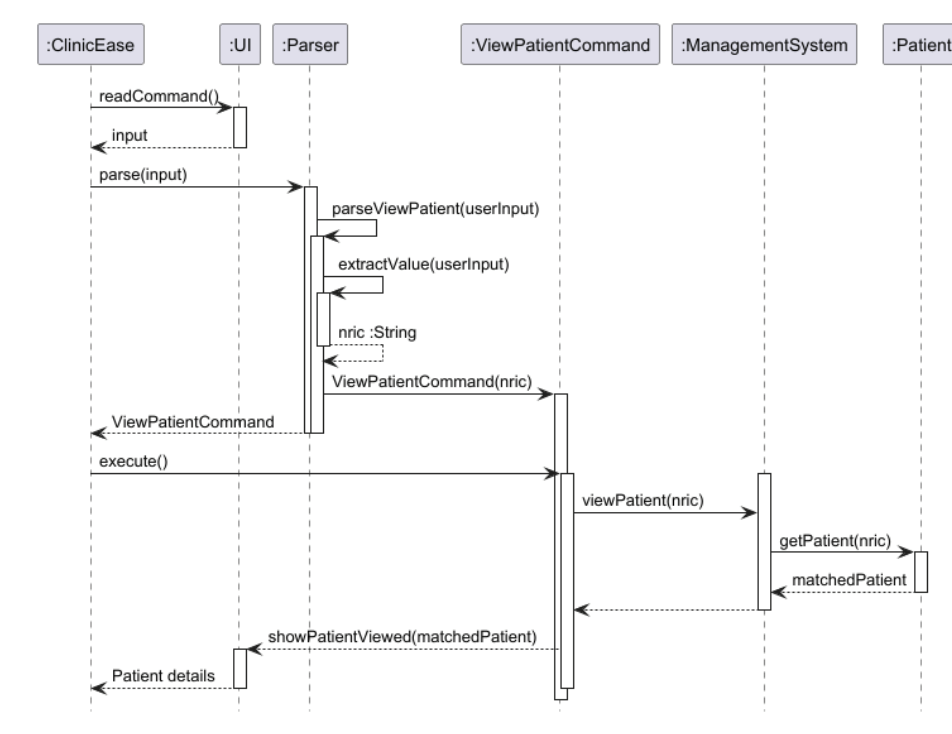 :ClinicEase
:UI
:Parser
:ViewPatientCommand
:ManagementSystem
:Patient
readCommand()
input
parse(input)
parseViewPatient(userInput)
extractValue(userInput)
nric :String
ViewPatientCommand(nric)
ViewPatientCommand
execute()
viewPatient(nric)
getPatient(nric)
matchedPatient
showPatientViewed(matchedPatient)
Patient details